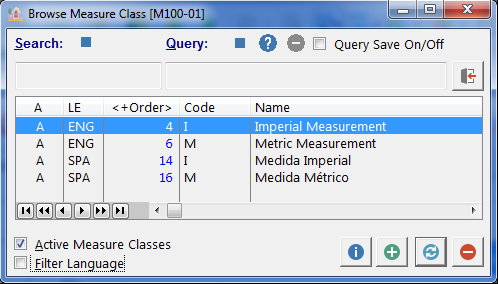 Browse Measure Class [M100-01]
Search: Query: Query Save On/Off
A LE <+Order> Code Name
A ENG 4 I Imperial Measurement
A ENG 6 M Metric Measurement
A SPA 14 I Medida Imperial
A SPA 16 M Medida Métrico
Active Measure Classes
Filter Language